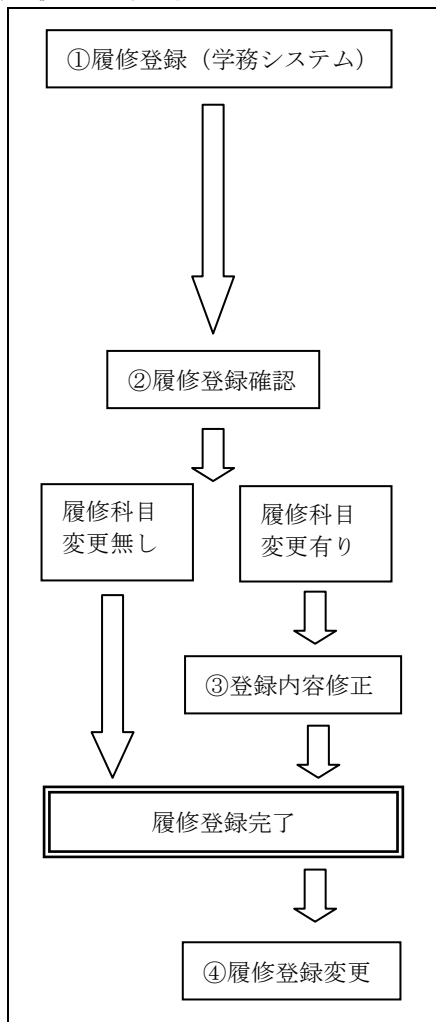 ①履修登録（学務システム）
②履修登録確認
履修科目
変更無し
履修科目
変更有り
③登録内容修正
履修登録完了
④履修登録変更